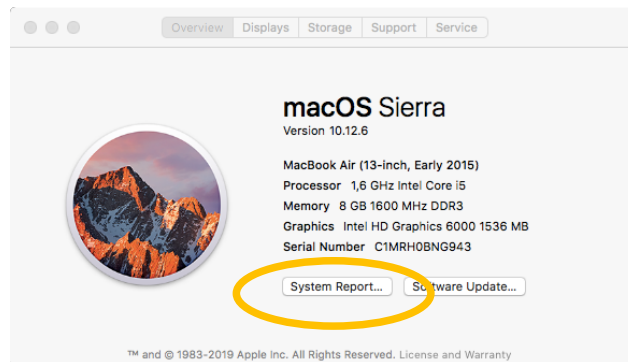 Overview Displays Storage Support Service
macOS Sierra
Version 10.12.6
MacBook Air (13-inch, Early 2015)
Processor 1,6 GHz Intel Core i5
Memory 8 GB 1600 MHz DDR3
Graphics Intel HD Graphics 6000 1536 MB
Serial Number C1MRH0BNG943
System Report... Software Update...
™ and © 1983-2019 Apple Inc. All Rights Reserved. License and Warranty